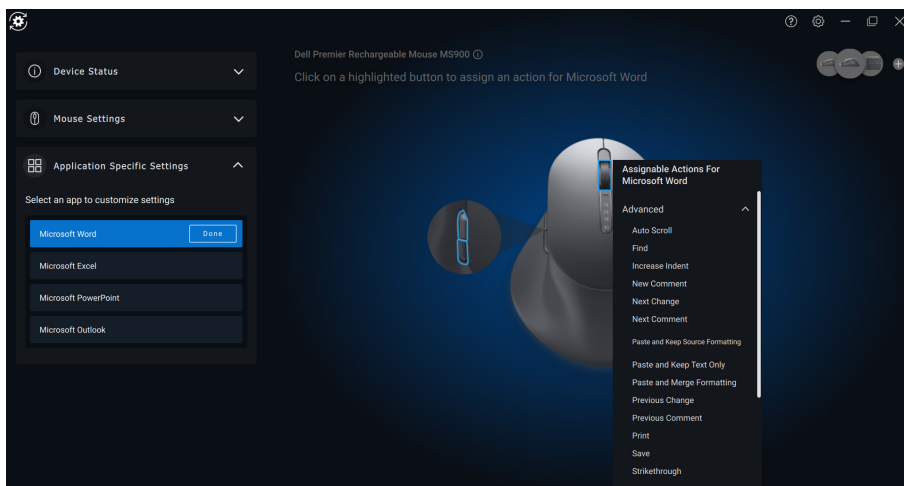 Dell Premier Rechargeable Mouse MS900
Click on a highlighted button to assign an action for Microsoft Word
Device Status
Mouse Settings
Application Specific Settings
Select an app to customize settings
Microsoft Word
Done
Microsoft Excel
Microsoft PowerPoint
Microsoft Outlook
Assignable Actions For
Microsoft Word
Advanced
Auto Scroll
Find
Increase Indent
New Comment
Next Change
Next Comment
Paste and Keep Source Formatting
Paste and Keep Text Only
Paste and Merge Formatting
Previous Change
Previous Comment
Print
Save
Strikethrough